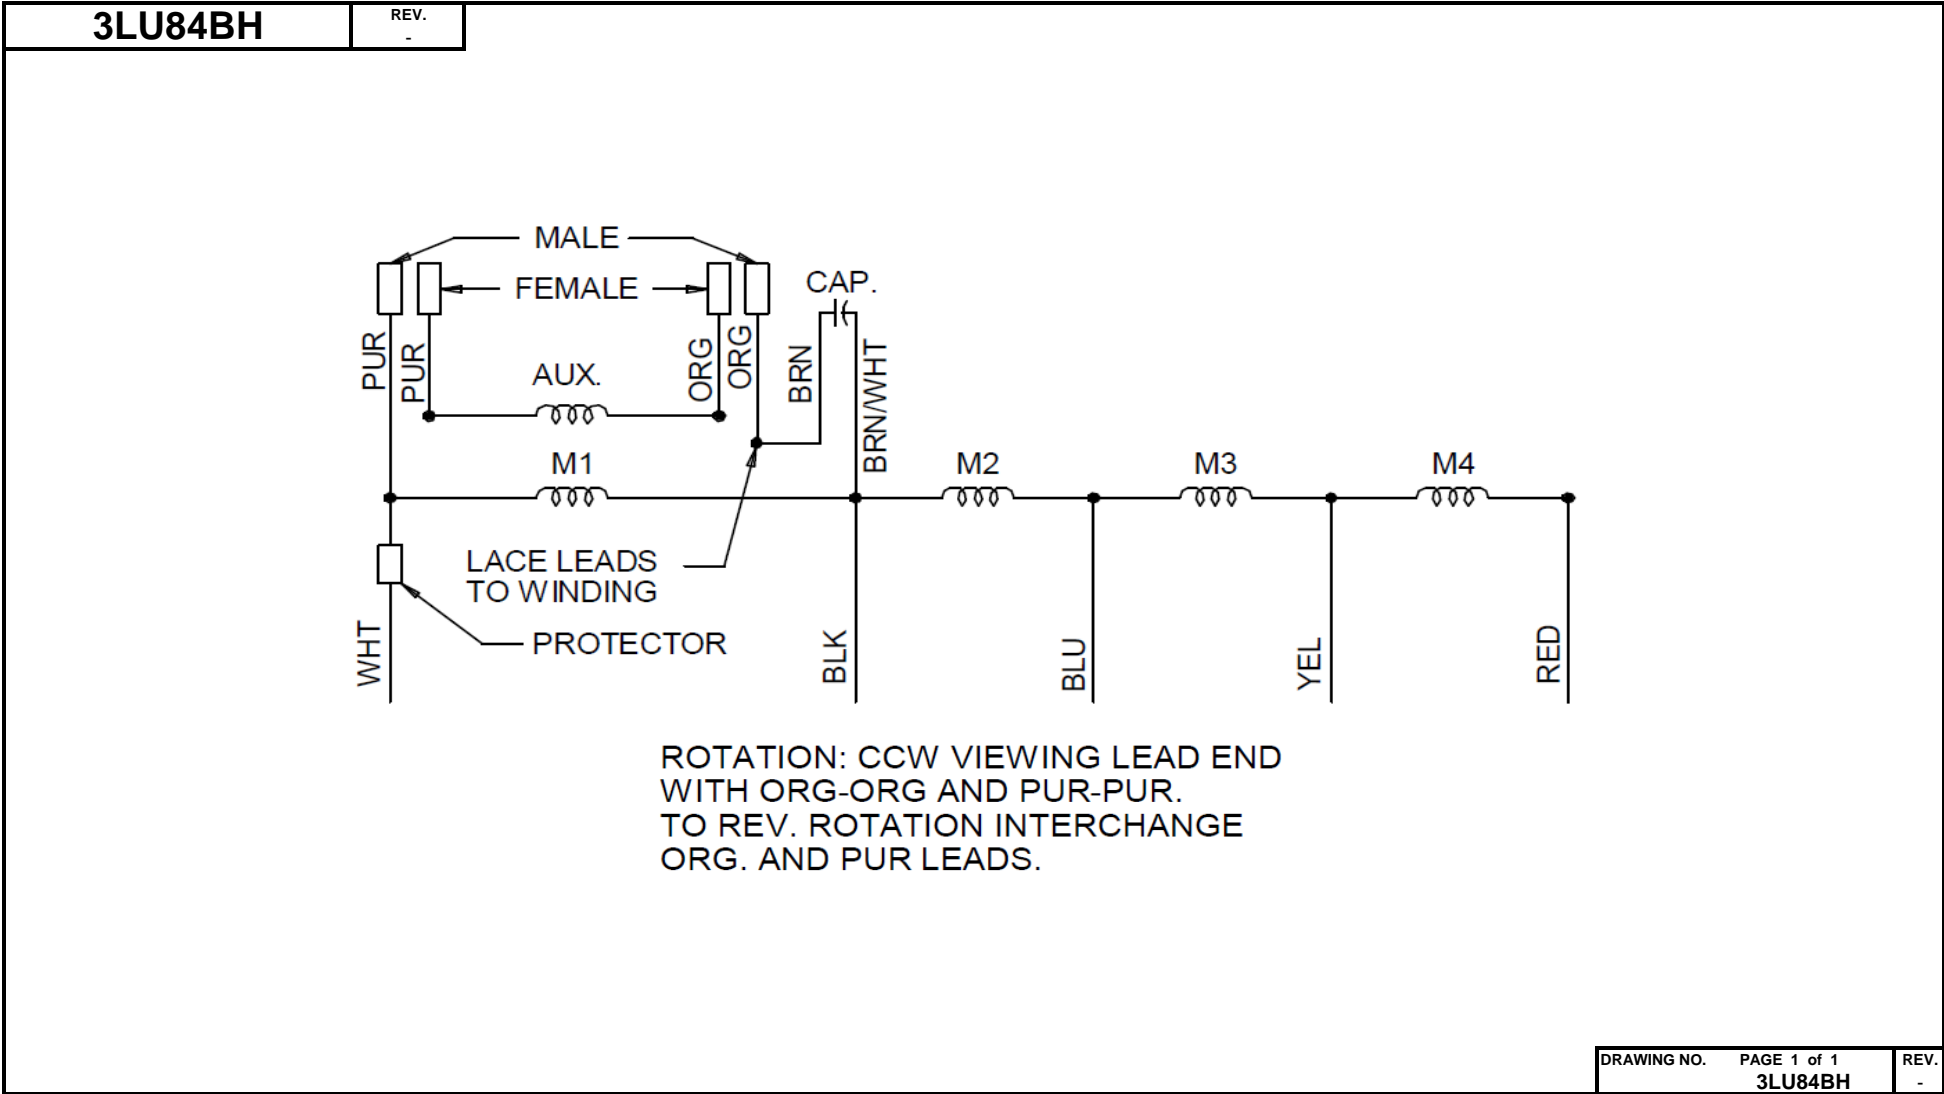 3LU84BH
REV.
-
MALE
FEMALE
CAP.
PUR
PUR
AUX.
ORG
ORG
BRN
BRN/WHT
M1
M2
M3
M4
LACE LEADS
TO WINDING
PROTECTOR
WHT
BLK
BLU
YEL
RED
ROTATION: CCW VIEWING LEAD END
WITH ORG-ORG AND PUR-PUR.
TO REV. ROTATION INTERCHANGE
ORG. AND PUR LEADS.
DRAWING NO. PAGE 1 of 1
3LU84BH
REV.
-